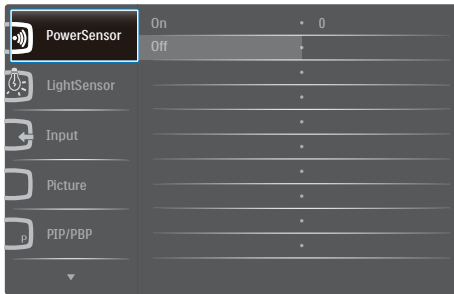 PowerSensor
On • 0
Off •
LightSensor
•
•
Input
•
•
Picture
•
•
P PIP/PBP
•
▼